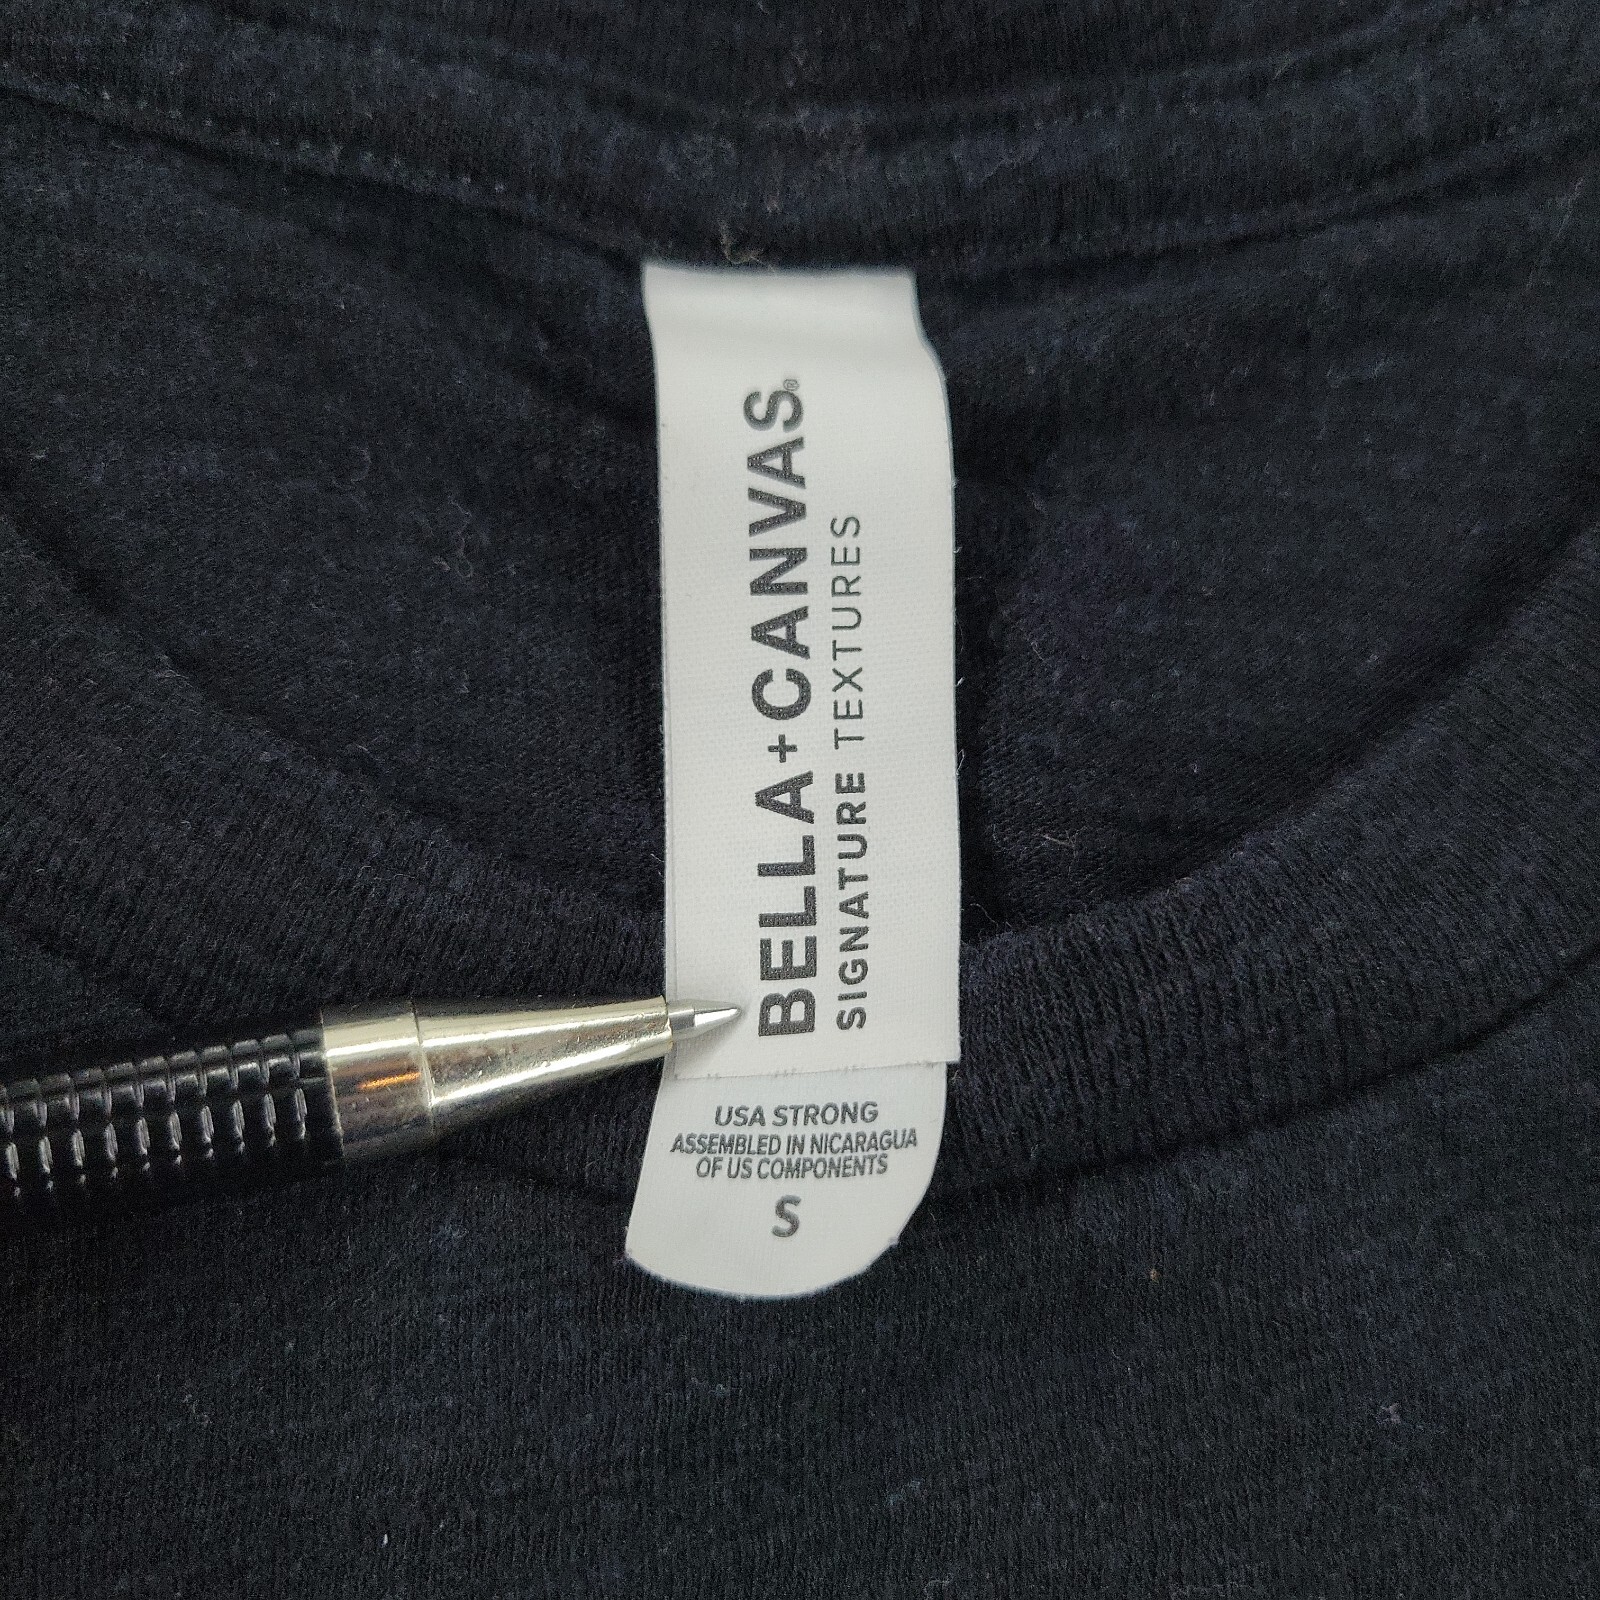 BELLA+CANVAS®
SIGNATURE TEXTURES
USA STRONG
ASSEMBLED IN NICARAGUA
OF US COMPONENTS
S